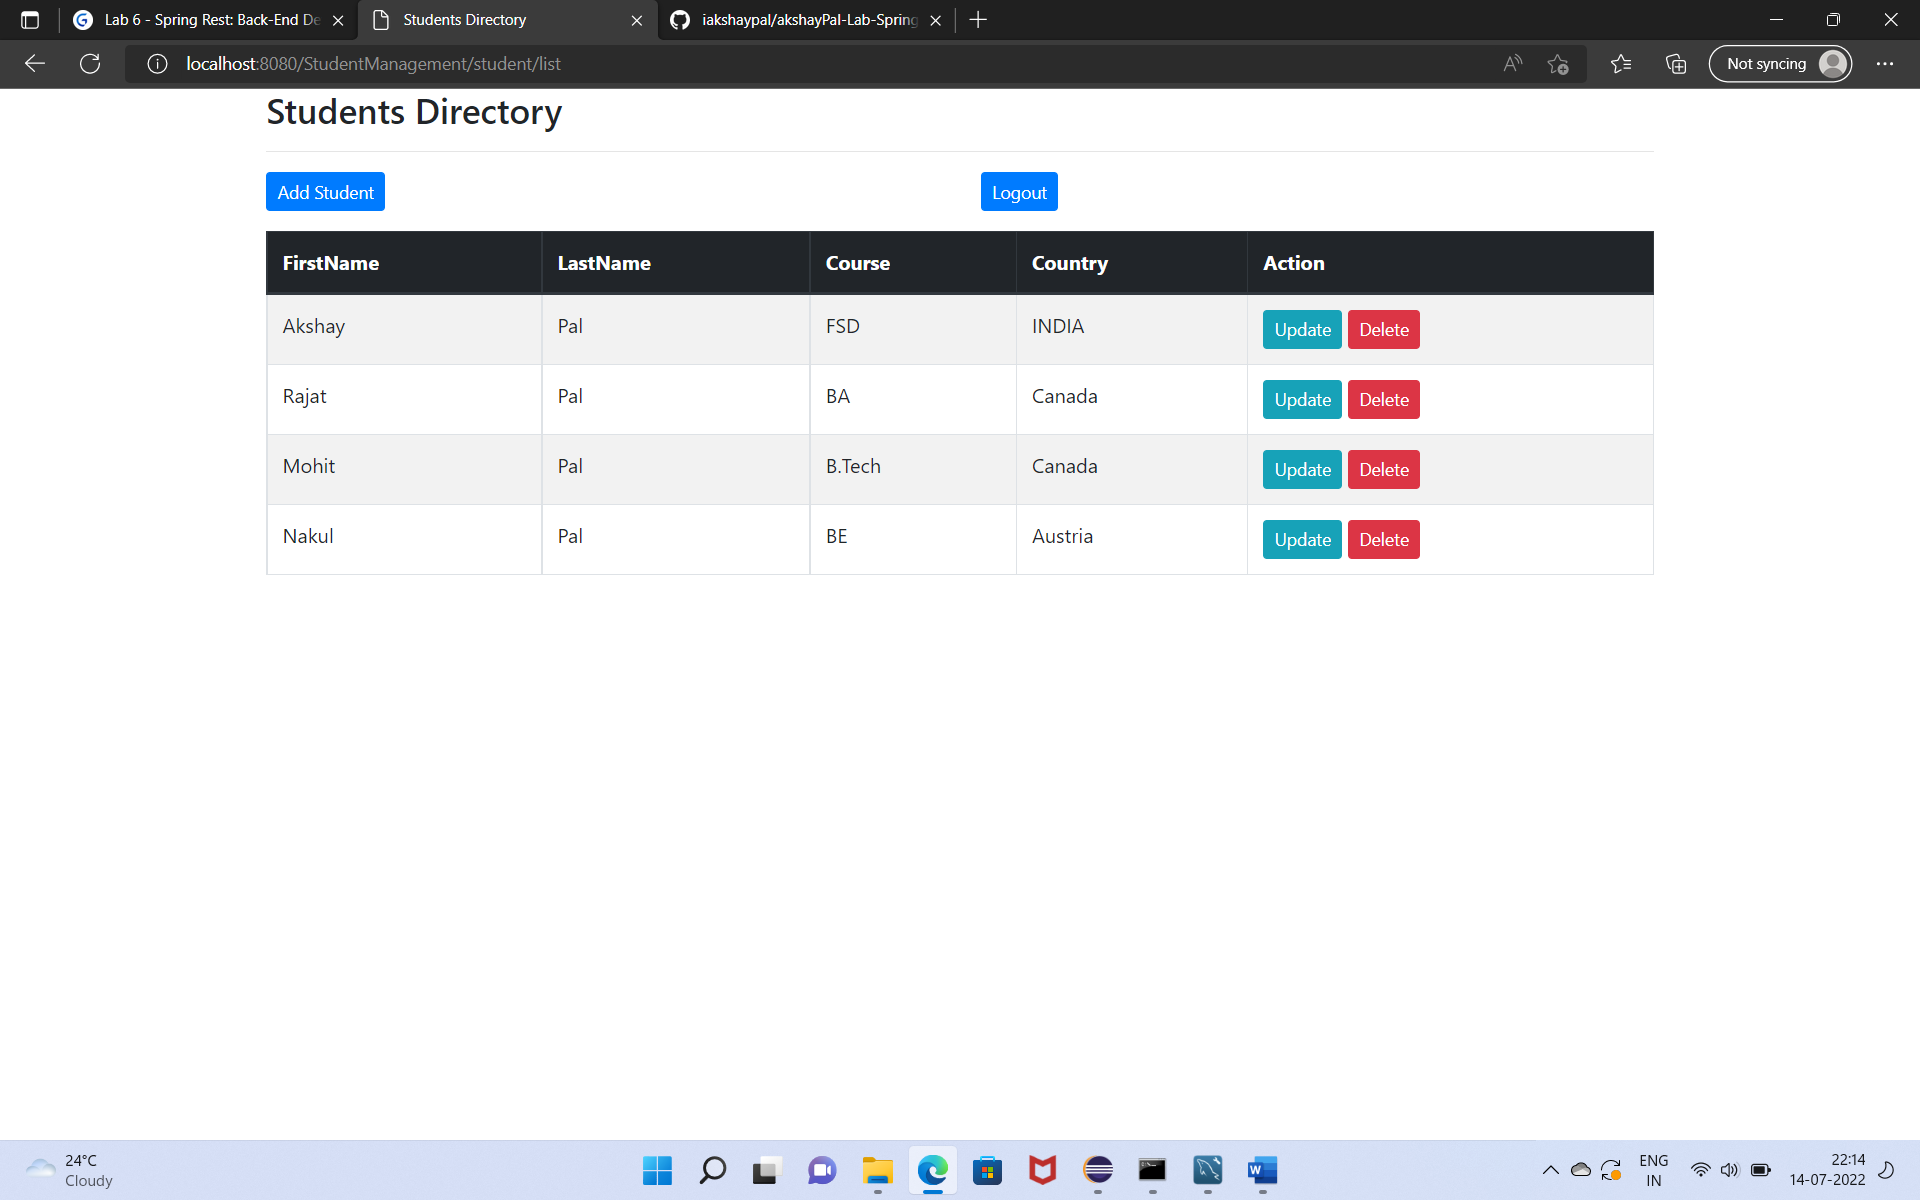 Lab 6 - Spring Rest: Back-End De
Students Directory
iakshaypal/akshayPal-Lab-Spring
localhost:8080/StudentManagement/student/list
Not syncing
Students Directory
Add Student
Logout
FirstName LastName Course Country Action
Akshay Pal FSD INDIA Update Delete
Rajat Pal BA Canada Update Delete
Mohit Pal B.Tech Canada Update Delete
Nakul Pal BE Austria Update Delete
24°C
Cloudy
ENG
IN
22:14
14-07-2022